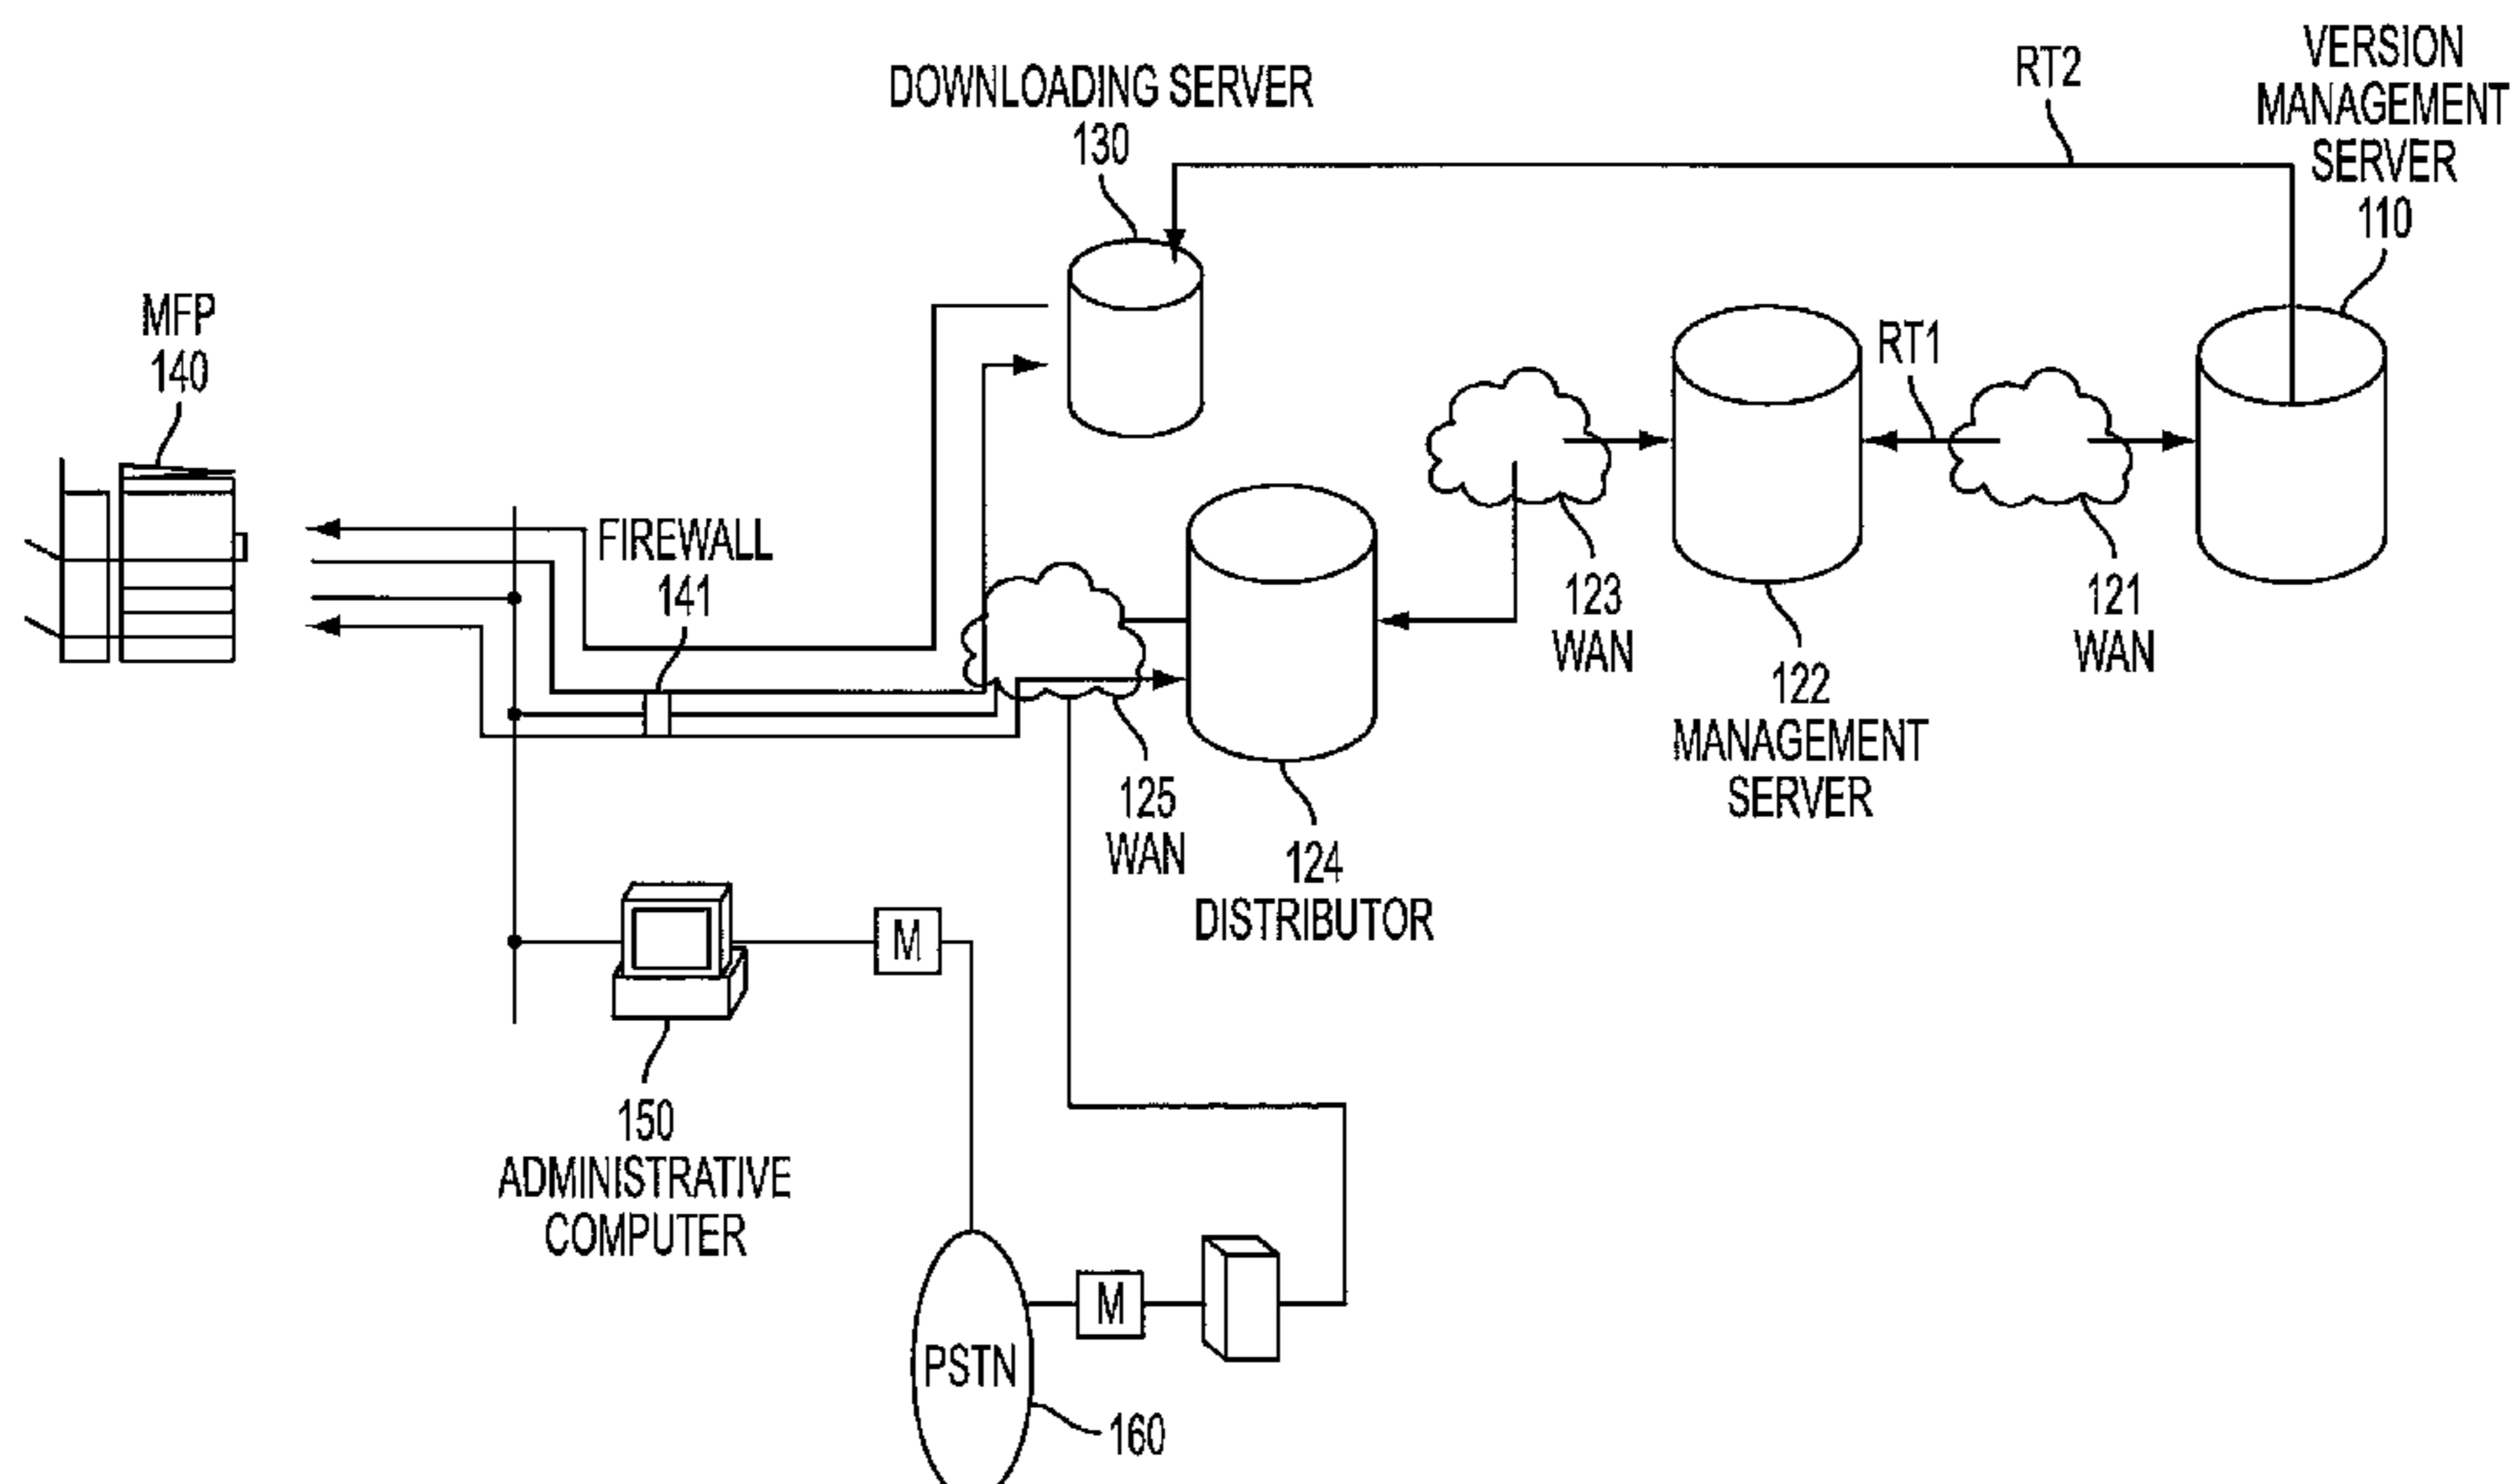 DOWNLOADING SERVER
130
RT2
VERSION
MANAGEMENT
SERVER
110
MFP
140
RT1
FIREWALL
141
123
WAN
121
WAN
122
MANAGEMENT
SERVER
125
WAN
124
DISTRIBUTOR
M
150
ADMINISTRATIVE
COMPUTER
M
PSTN
160